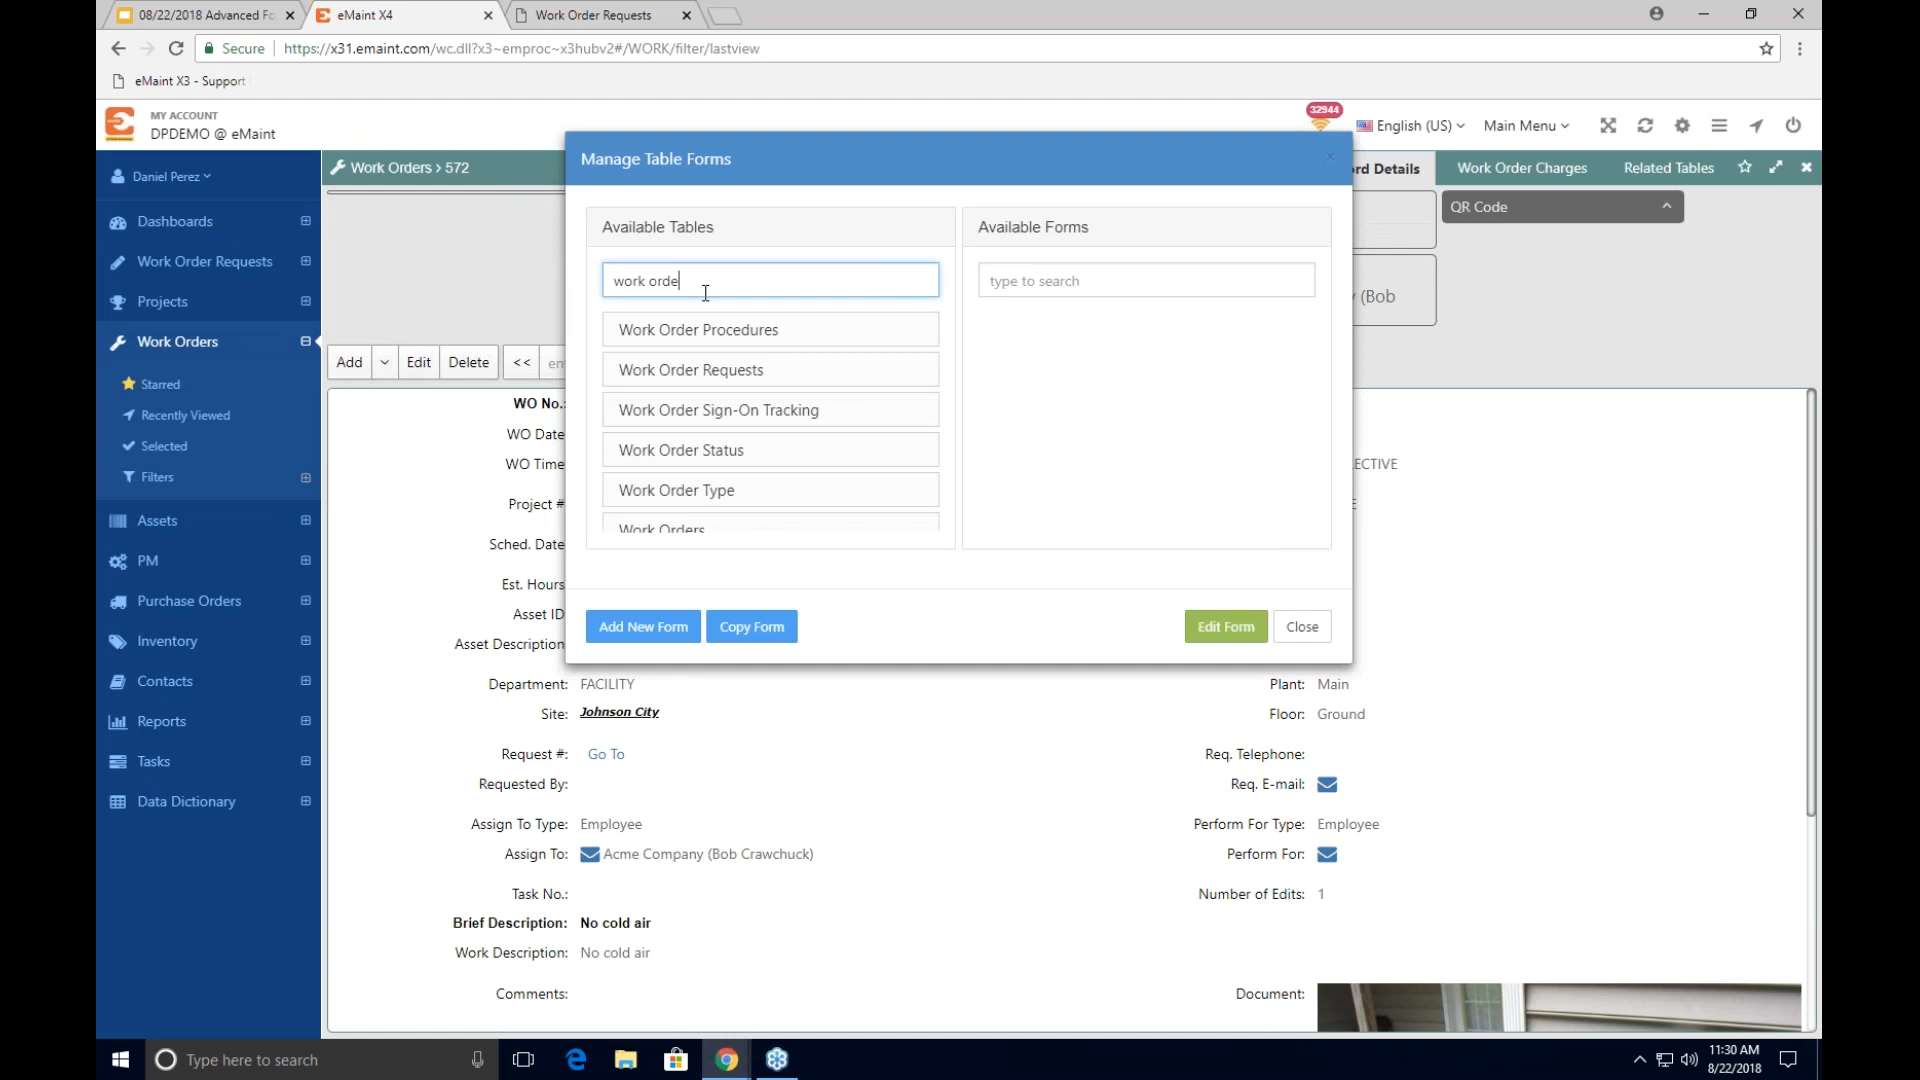 08/22/2018 Advanced Fo
eMaint X4
Work Order Requests
Secure
https://x31.emaint.com/wc.dll?x3~emproc~x3hubv2#/WORK/filter/lastview
eMaint X3 - Support
MY ACCOUNT
DPDEMO @ eMaint
32944
English (US)
Main Menu
Daniel Perez
Dashboards
Work Order Requests
Projects
Work Orders
Starred
Recently Viewed
Selected
Filters
Assets
PM
Purchase Orders
Inventory
Contacts
Reports
Tasks
Data Dictionary
Work Orders > 572
rd Details
Work Order Charges
Related Tables
QR Code
y (Bob
Add
Edit
Delete
<<
en
Manage Table Forms
×
Available Tables
work orde
Work Order Procedures
Work Order Requests
Work Order Sign-On Tracking
Work Order Status
Work Order Type
Work Orders
Available Forms
type to search
Add New Form
Copy Form
Edit Form
Close
WO No.:
WO Date
WO Time
ECTIVE
Project #
E
Sched. Date
Est. Hours
Asset ID
Asset Description
Department: FACILITY
Plant: Main
Site: Johnson City
Floor: Ground
Request #: Go To
Req. Telephone:
Requested By:
Req. E-mail:
Assign To Type: Employee
Perform For Type: Employee
Assign To: Acme Company (Bob Crawchuck)
Perform For:
Task No.:
Number of Edits: 1
Brief Description: No cold air
Work Description: No cold air
Comments:
Document:
Type here to search
11:30 AM
8/22/2018